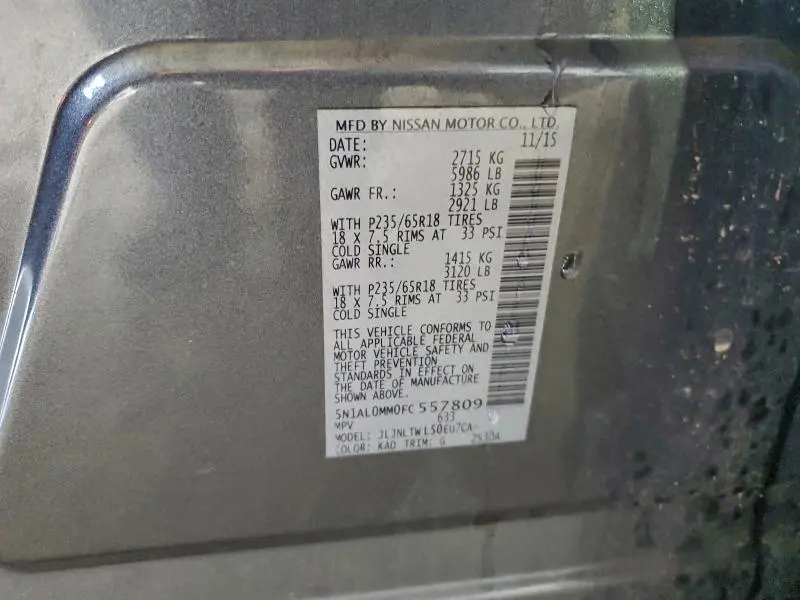 MFD BY NISSAN MOTOR CO., LTD.
DATE: 11/15
GVWR: 2715 KG
5986 LB
GAWR FR.: 1325 KG
2921 LB
WITH P235/65R18 TIRES
18 X 7.5 RIMS AT 33 PSI
COLD SINGLE
GAWR RR.: 1415 KG
3120 LB
WITH P235/65R18 TIRES
18 X 7.5 RIMS AT 33 PSI
COLD SINGLE
THIS VEHICLE CONFORMS TO
ALL APPLICABLE FEDERAL
MOTOR VEHICLE SAFETY AND
THEFT PREVENTION
STANDARDS IN EFFECT ON
THE DATE OF MANUFACTURE
SHOWN ABOVE.
5N1AL0MM0FC557809
MPV 633
MODEL: JLJNLTWL50EU7CA-
COLOR: KAD TRIM: G